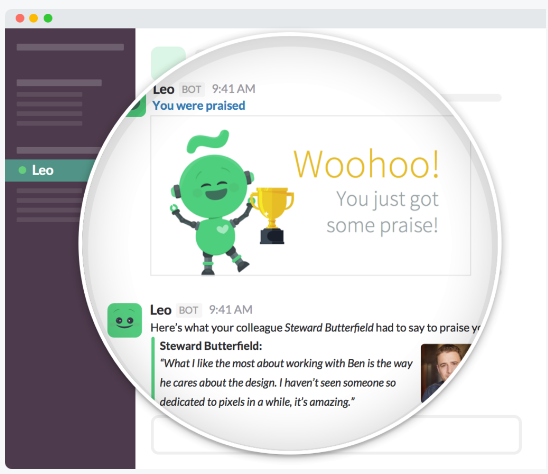 Leo
Leo BOT 9:41 AM
You were praised
Woohoo!
You just got
some praise!
Leo BOT 9:41 AM
Here's what your colleague Steward Butterfield had to say to praise
Steward Butterfield:
“What I like the most about working with Ben is the way
he cares about the design. I haven't seen someone so
dedicated to pixels in a while, it's amazing.”